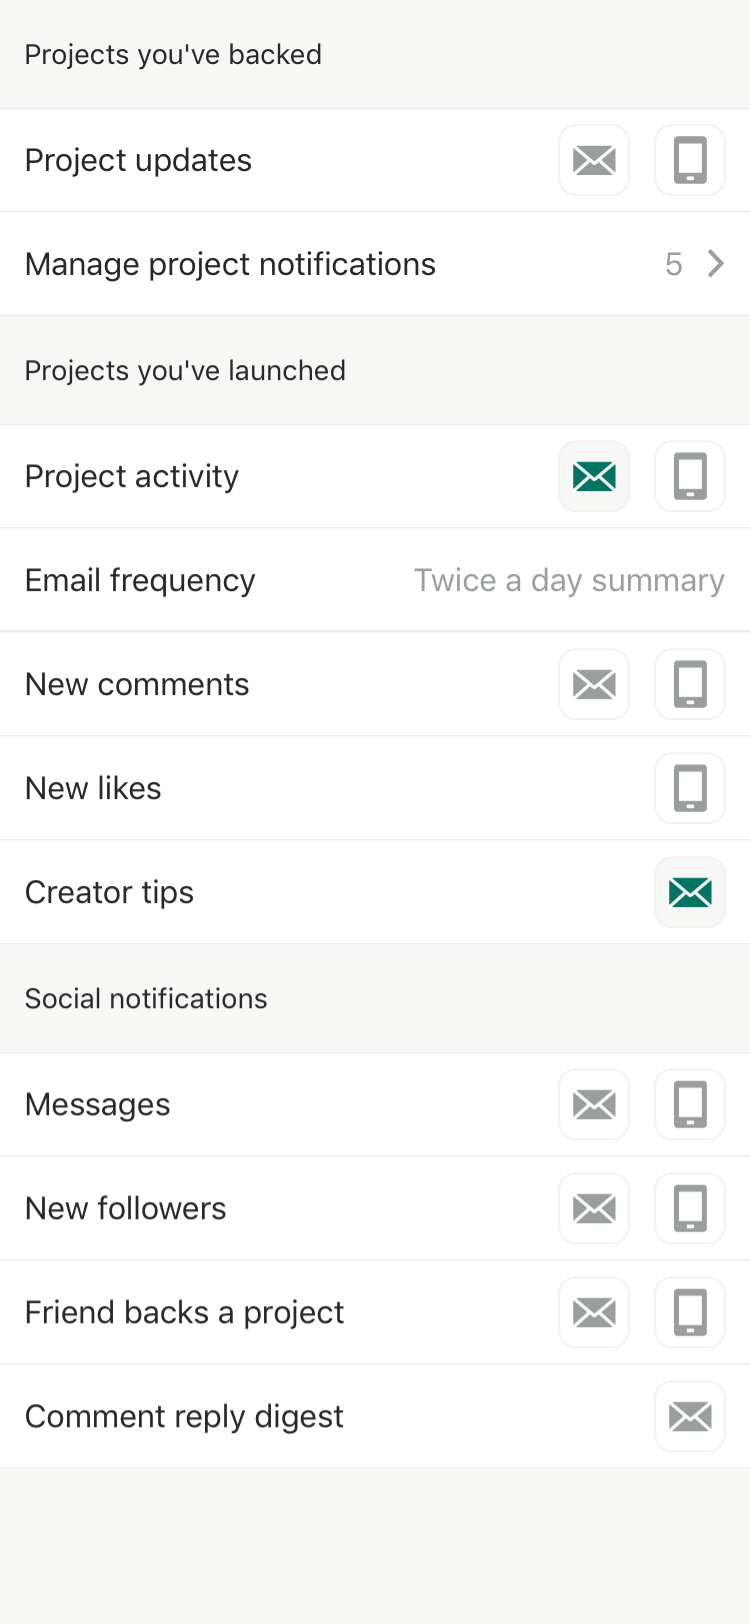 Projects you've backed
Project updates
Manage project notifications 5
Projects you've launched
Project activity
Email frequency Twice a day summary
New comments
New likes
Creator tips
Social notifications
Messages
New followers
Friend backs a project
Comment reply digest